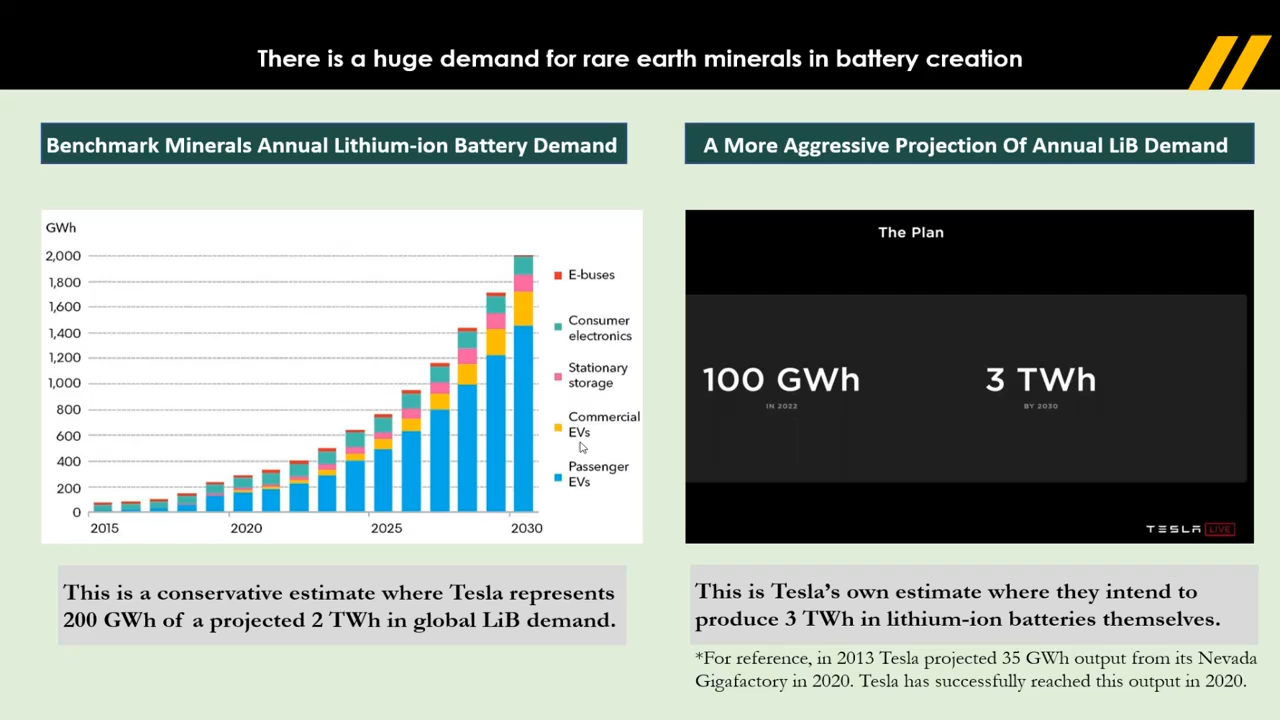 There is a huge demand for rare earth minerals in battery creation
Benchmark Minerals Annual Lithium-ion Battery Demand
GWh
2,000
1,800
1,600
1,400
1,200
1,000
800
600
400
200
0
2015
2020
2025
2030
E-buses
Consumer
electronics
Stationary
storage
Commercial
EVs
Passenger
EVs
This is a conservative estimate where Tesla represents
200 GWh of a projected 2 TWh in global LiB demand.
A More Aggressive Projection Of Annual LiB Demand
The Plan
100 GWh
IN 2022
3 TWh
BY 2030
TESLA LIVE
This is Tesla’s own estimate where they intend to
produce 3 TWh in lithium-ion batteries themselves.
*For reference, in 2013 Tesla projected 35 GWh output from its Nevada
Gigafactory in 2020. Tesla has successfully reached this output in 2020.